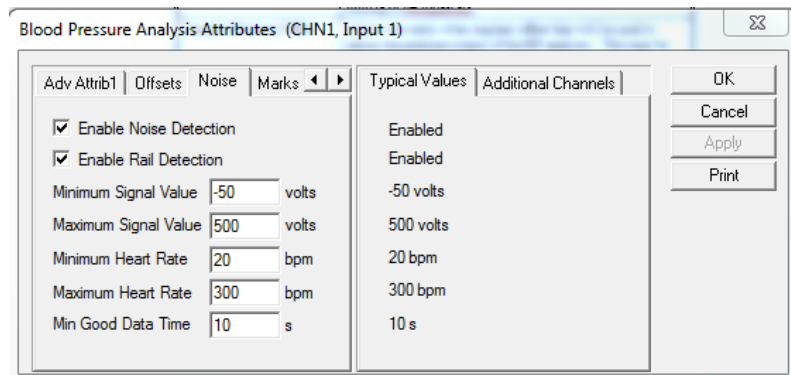 Blood Pressure Analysis Attributes (CHN1, Input 1)
Adv Attrib1 Offsets Noise Marks
Enable Noise Detection
Enable Rail Detection
Minimum Signal Value -50 volts
Maximum Signal Value 500 volts
Minimum Heart Rate 20 bpm
Maximum Heart Rate 300 bpm
Min Good Data Time 10 s
Typical Values Additional Channels
Enabled
Enabled
-50 volts
500 volts
20 bpm
300 bpm
10 s
OK
Cancel
Apply
Print